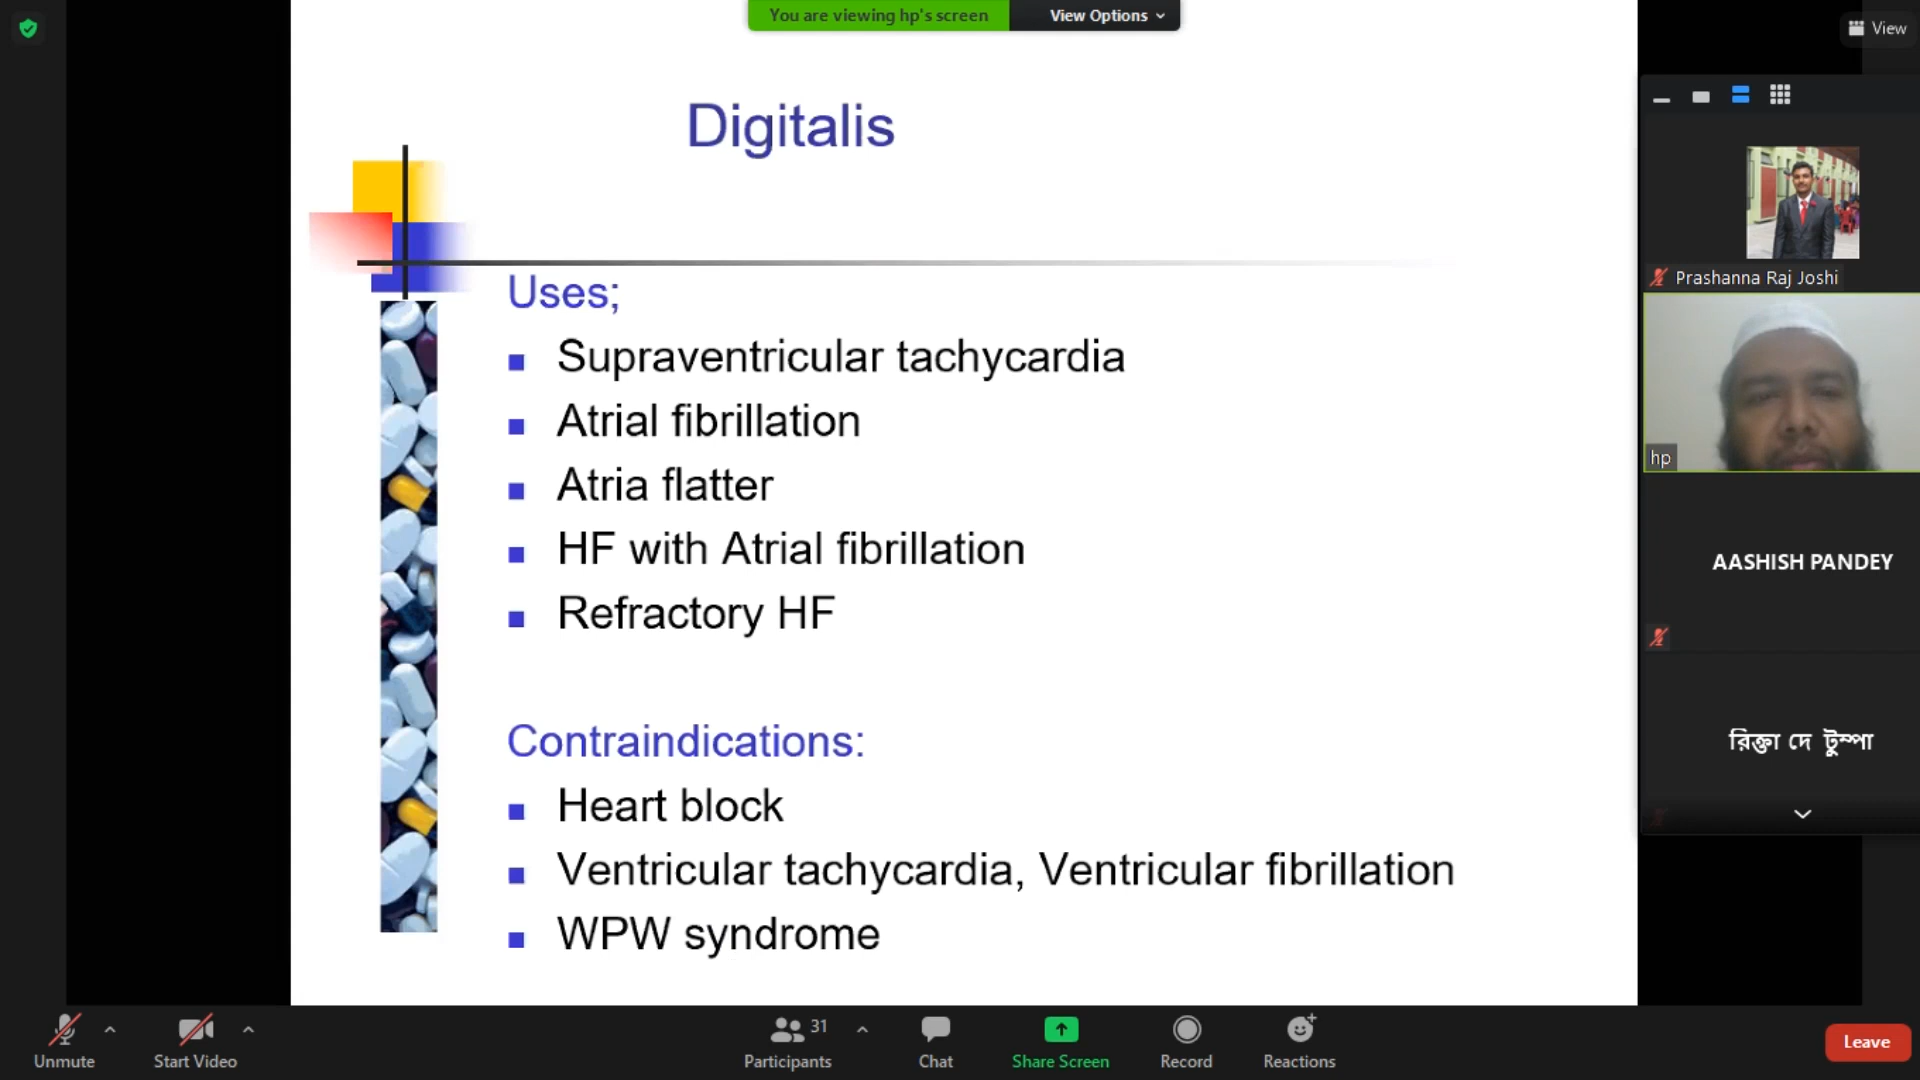 You are viewing hp's screen
View Options
View
Digitalis
Prashanna Raj Joshi
hp
AASHISH PANDEY
রিক্তা দে টুম্পা
Uses;
Supraventricular tachycardia
Atrial fibrillation
Atria flatter
HF with Atrial fibrillation
Refractory HF
Contraindications:
Heart block
Ventricular tachycardia, Ventricular fibrillation
WPW syndrome
Unmute
Start Video
31
Participants
Chat
Share Screen
Record
Reactions
Leave